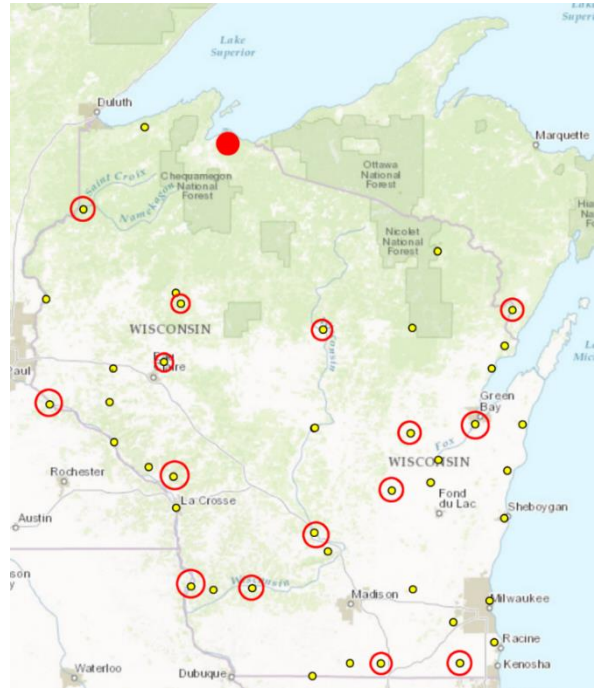 Lake
Superior
Duluth
Marquette
Ottawa
National
Forest
Chequamegon
National
Forest
Saint Croix
Namekagon
Nicolet
National
Forest
WISCONSIN
Paul
Green
Bay
Fox
WISCONSIN
Rochester
La Crosse
Fond
du Lac
Sheboygan
Austin
Wisconsin
Madison
Milwaukee
Racine
Kenosha
Waterloo
Dubuque